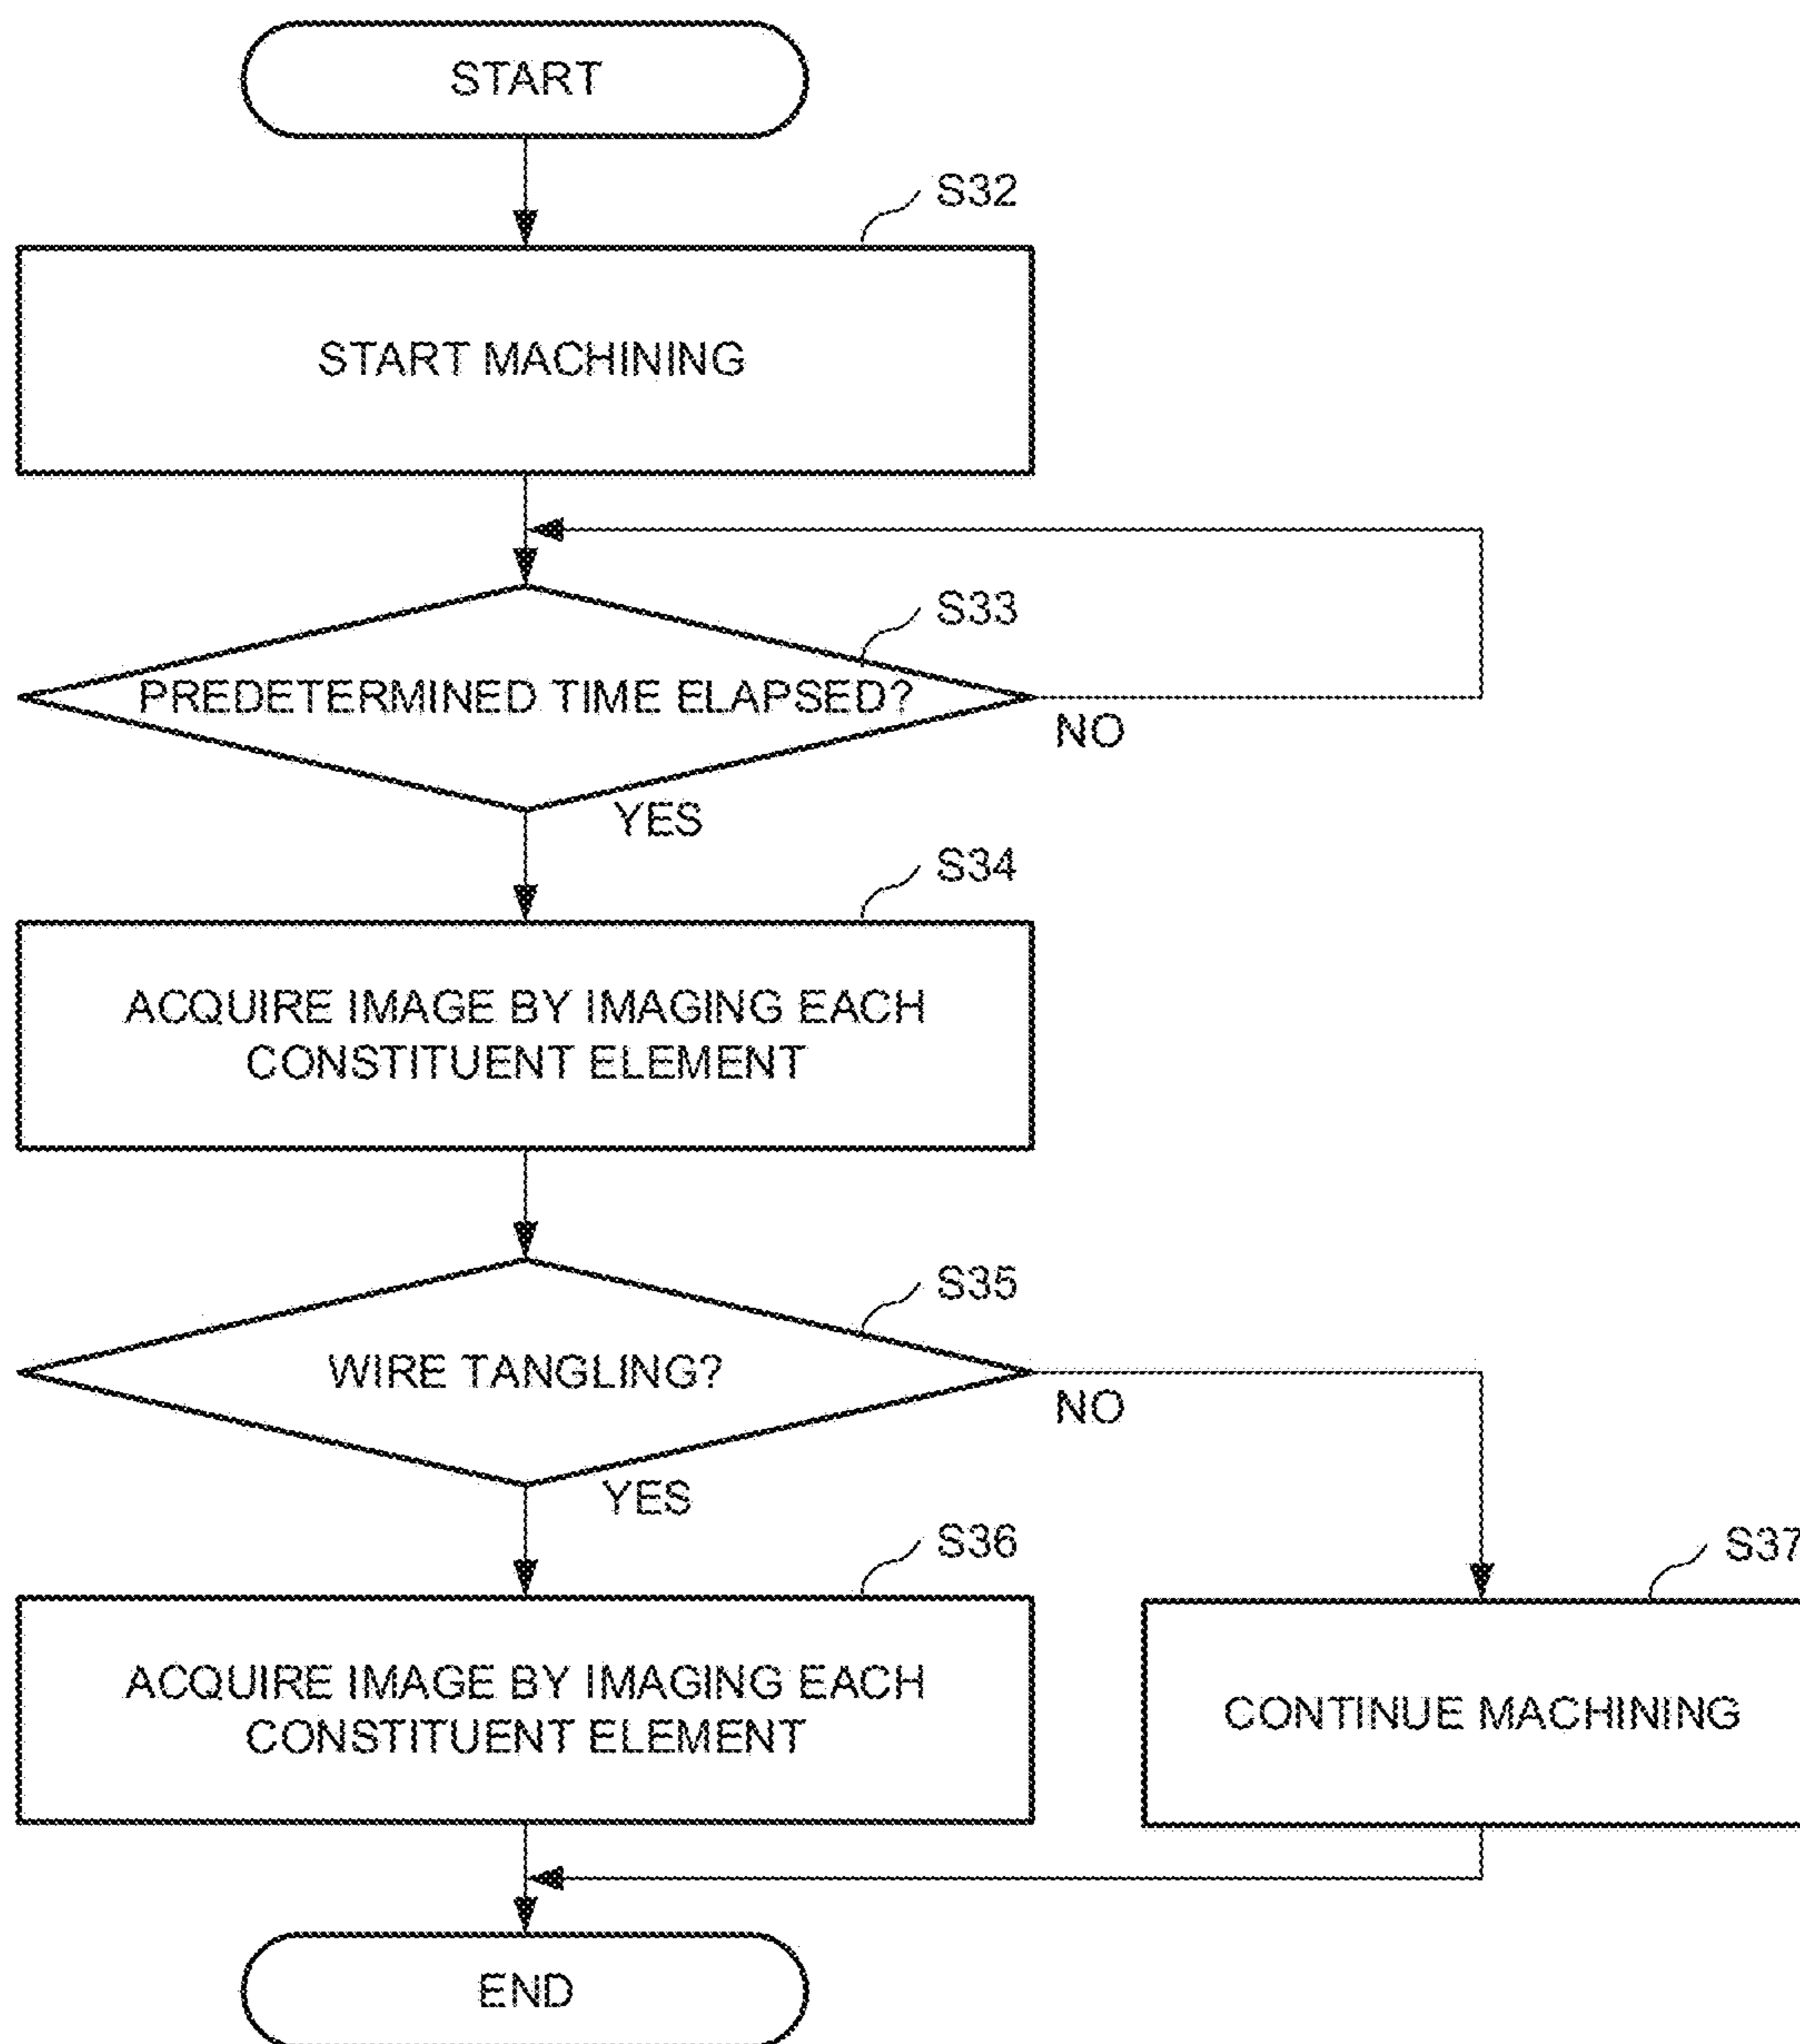 START
S32
START MACHINING
S33
PREDETERMINED TIME ELAPSED?
NO
YES
S34
ACQUIRE IMAGE BY IMAGING EACH
CONSTITUENT ELEMENT
S35
WIRE TANGLING?
NO
YES
S36
ACQUIRE IMAGE BY IMAGING EACH
CONSTITUENT ELEMENT
S37
CONTINUE MACHINING
END